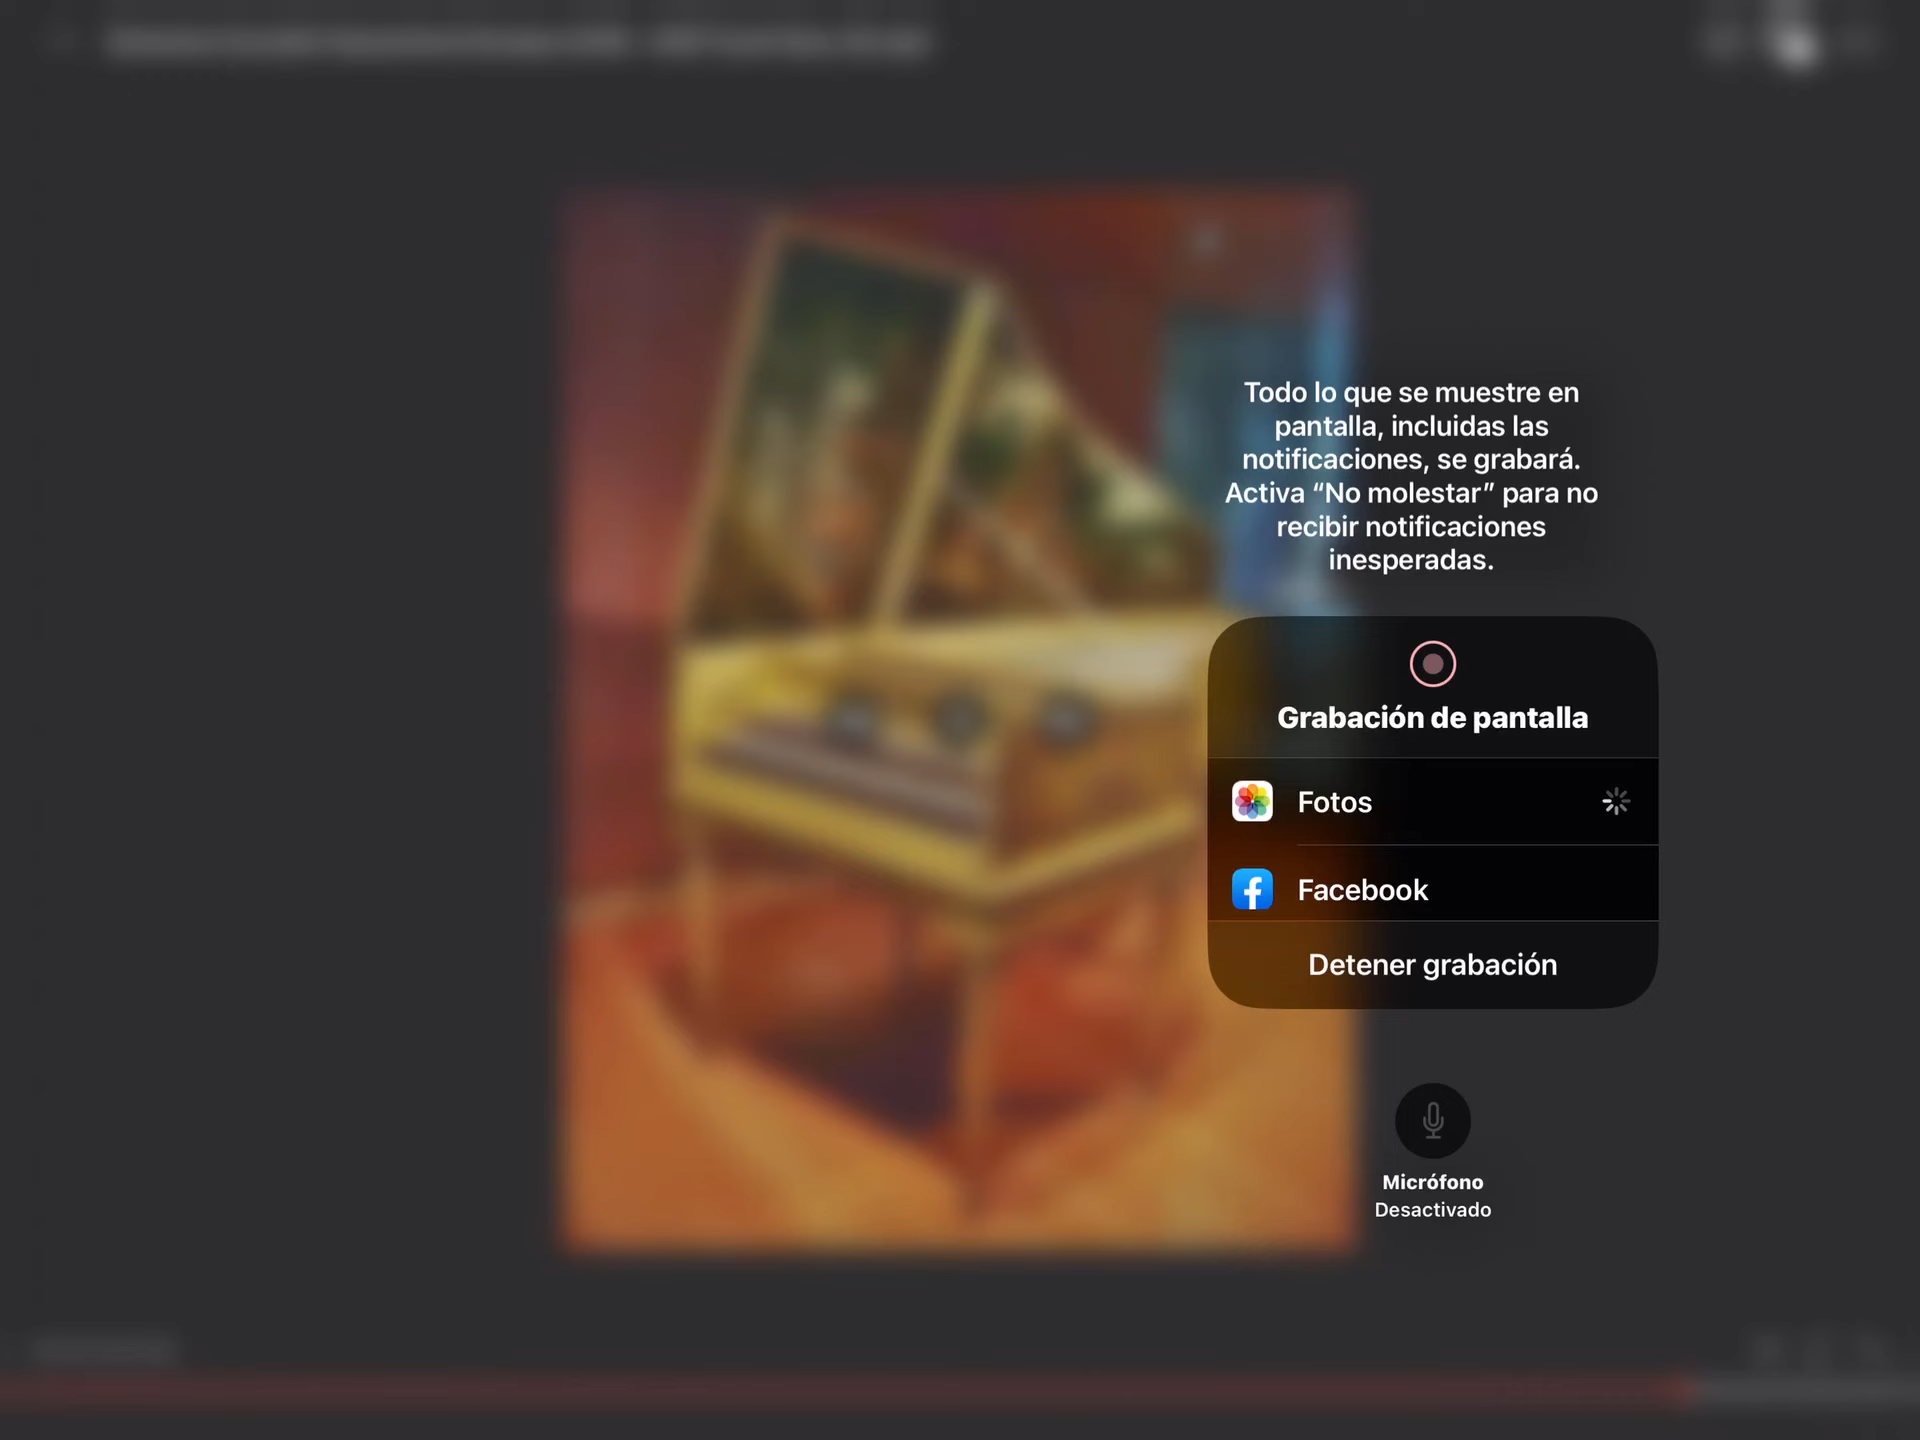 Todo lo que se muestre en
pantalla, incluidas las
notificaciones, se grabará.
Activa “No molestar” para no
recibir notificaciones
inesperadas.
Grabación de pantalla
Fotos
Facebook
Detener grabación
Micrófono
Desactivado